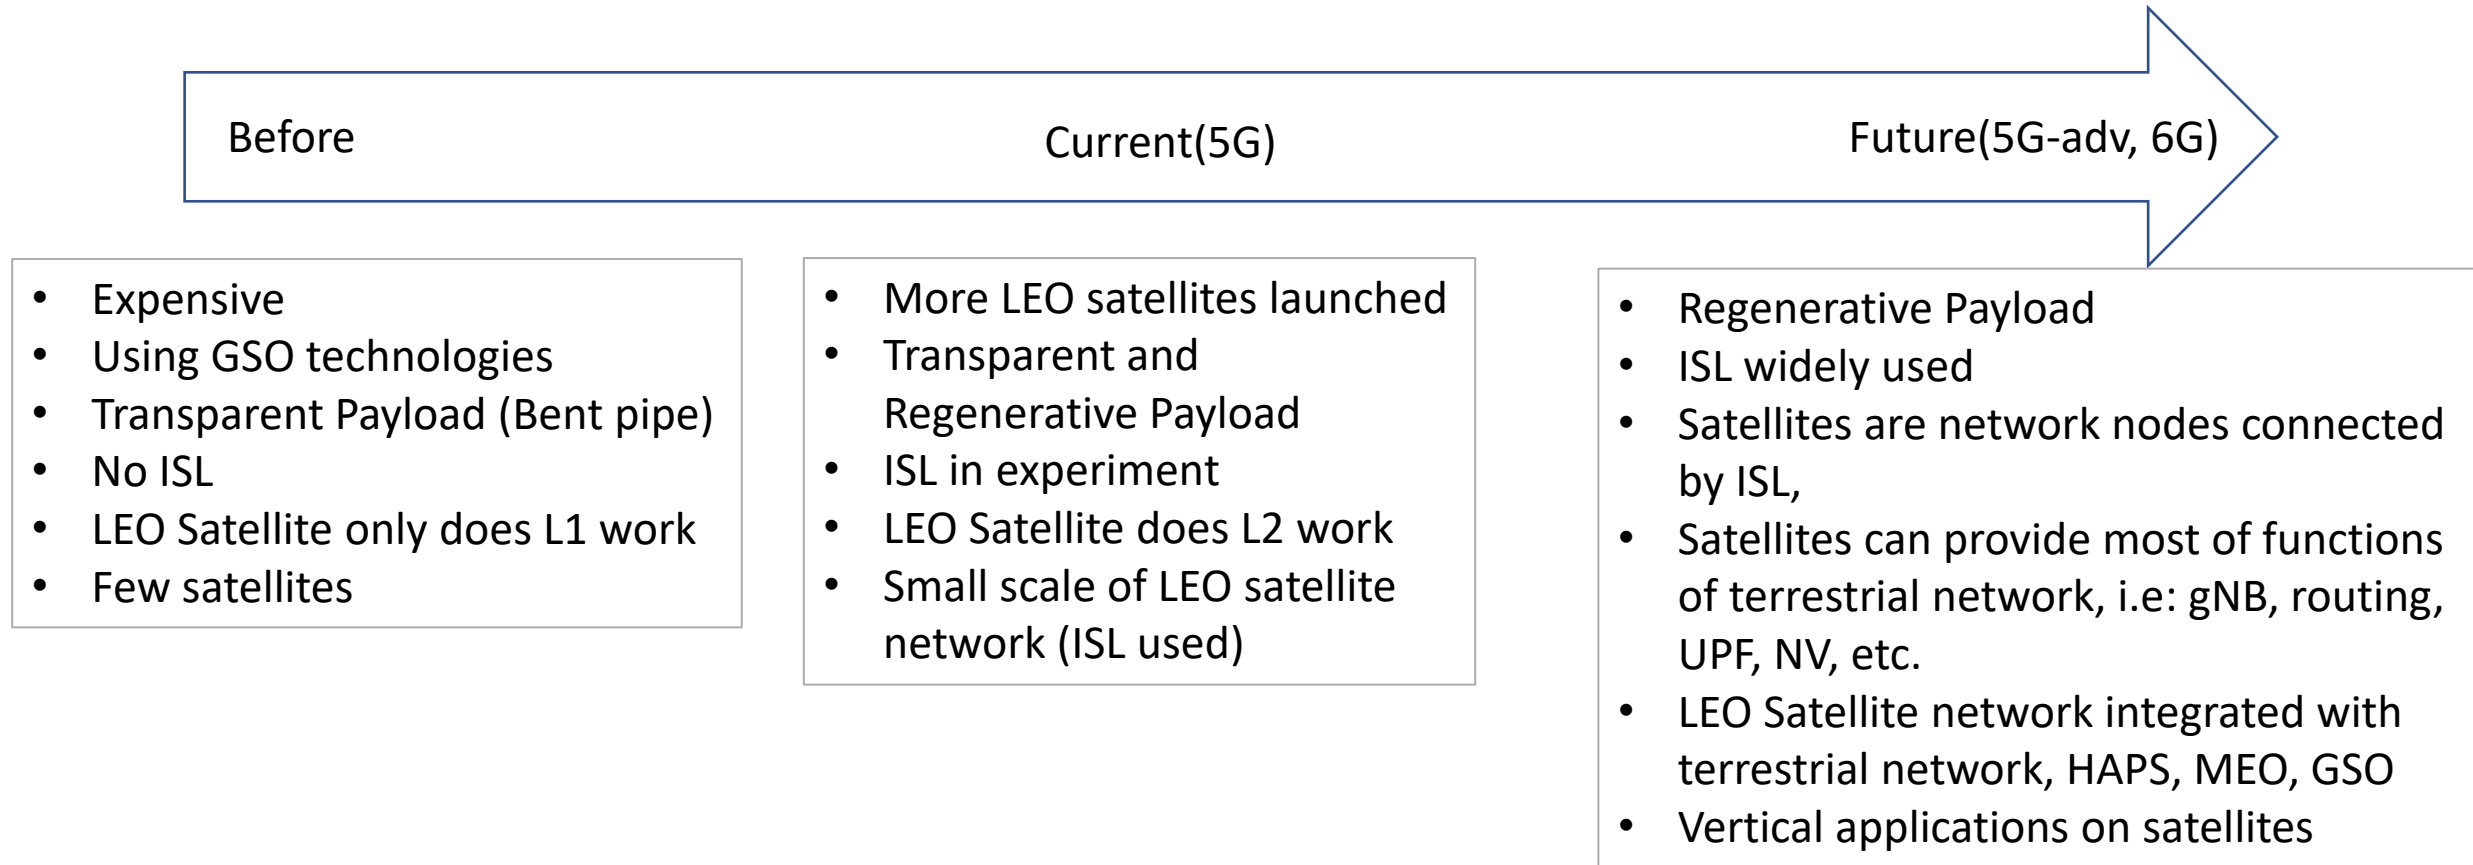 Before
Current(5G)
Future(5G-adv, 6G)
• Expensive
• Using GSO technologies
• Transparent Payload (Bent pipe)
• No ISL
• LEO Satellite only does L1 work
• Few satellites
• More LEO satellites launched
• Transparent and
Regenerative Payload
• ISL in experiment
• LEO Satellite does L2 work
• Small scale of LEO satellite
network (ISL used)
• Regenerative Payload
• ISL widely used
• Satellites are network nodes connected
by ISL,
• Satellites can provide most of functions
of terrestrial network, i.e: gNB, routing,
UPF, NV, etc.
• LEO Satellite network integrated with
terrestrial network, HAPS, MEO, GSO
• Vertical applications on satellites